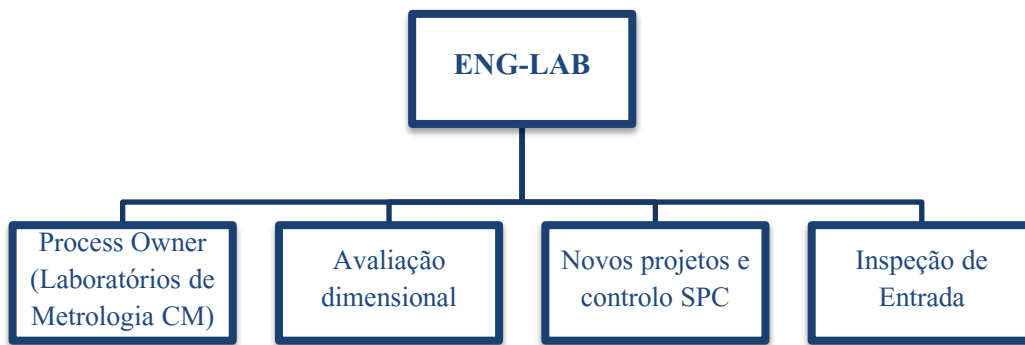 ENG-LAB
Process Owner
(Laboratórios de
Metrologia CM)
Avaliação
dimensional
Novos projetos e
controlo SPC
Inspeção de
Entrada